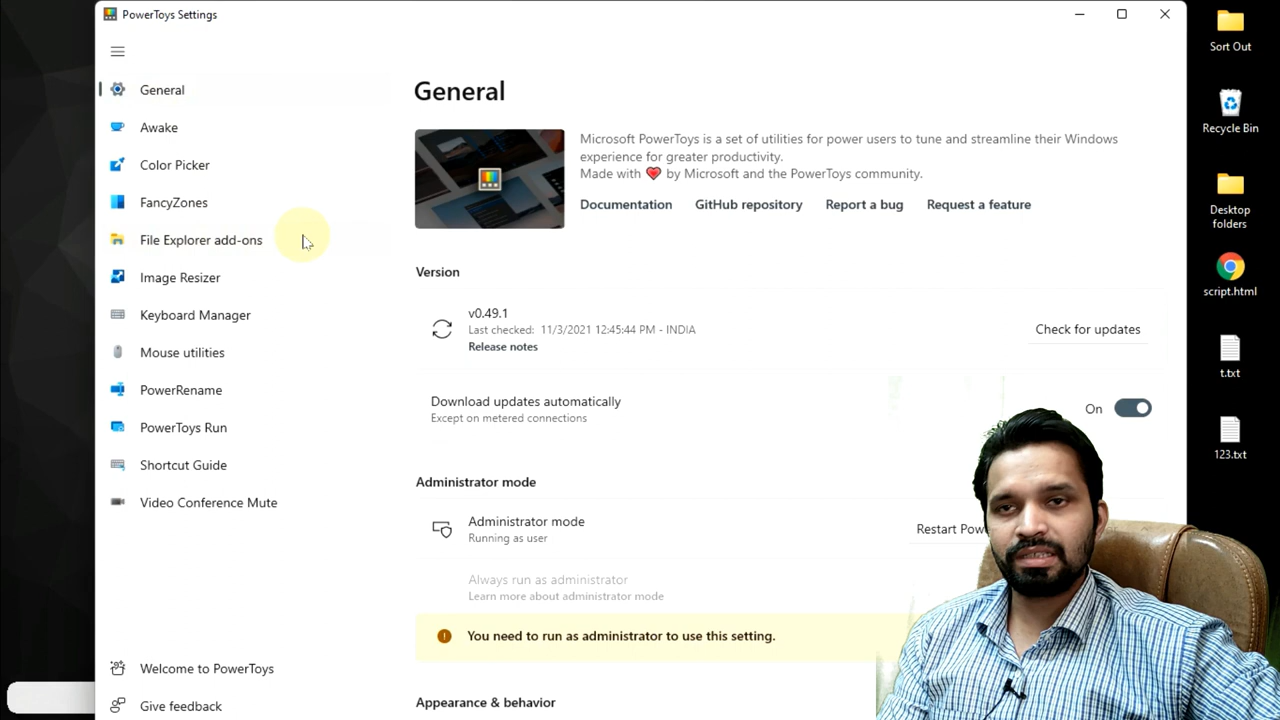 PowerToys Settings
General
Awake
Color Picker
FancyZones
File Explorer add-ons
Image Resizer
Keyboard Manager
Mouse utilities
PowerRename
PowerToys Run
Shortcut Guide
Video Conference Mute
Welcome to PowerToys
Give feedback
General
Microsoft PowerToys is a set of utilities for power users to tune and streamline their Windows
experience for greater productivity.
Made with ❤ by Microsoft and the PowerToys community.
Documentation GitHub repository Report a bug Request a feature
Version
v0.49.1
Last checked: 11/3/2021 12:45:44 PM - INDIA
Release notes
Check for updates
Download updates automatically
Except on metered connections
On
Administrator mode
Administrator mode
Running as user
Restart
Always run as administrator
Learn more about administrator mode
You need to run as administrator to use this setting.
Appearance & behavior
Sort Out
Recycle Bin
Desktop
folders
script.html
t.txt
123.txt